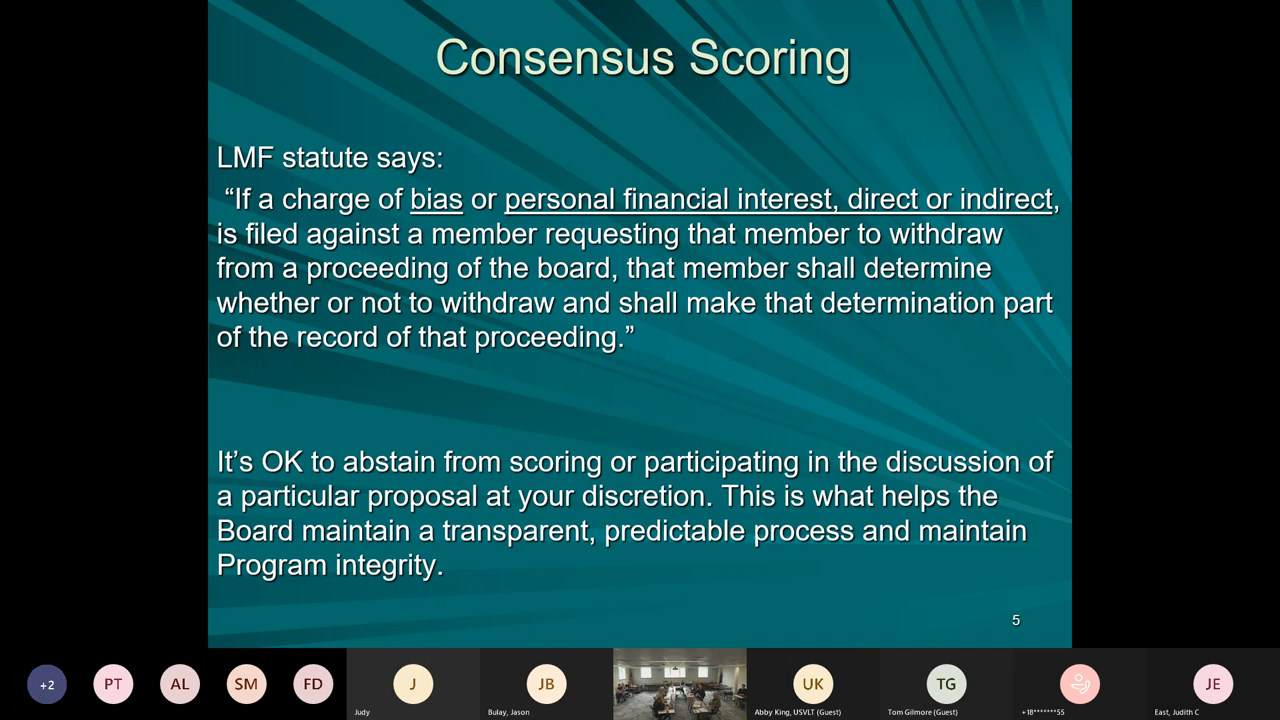 Consensus Scoring
LMF statute says:
“If a charge of bias or personal financial interest, direct or indirect,
is filed against a member requesting that member to withdraw
from a proceeding of the board, that member shall determine
whether or not to withdraw and shall make that determination part
of the record of that proceeding.”
It’s OK to abstain from scoring or participating in the discussion of
a particular proposal at your discretion. This is what helps the
Board maintain a transparent, predictable process and maintain
Program integrity.
5
+2
PT
AL
SM
FD
J
Judy
JB
Bulay, Jason
UK
Abby King, USVLT (Guest)
TG
Tom Gilmore (Guest)
+18*******55
JE
East, Judith C